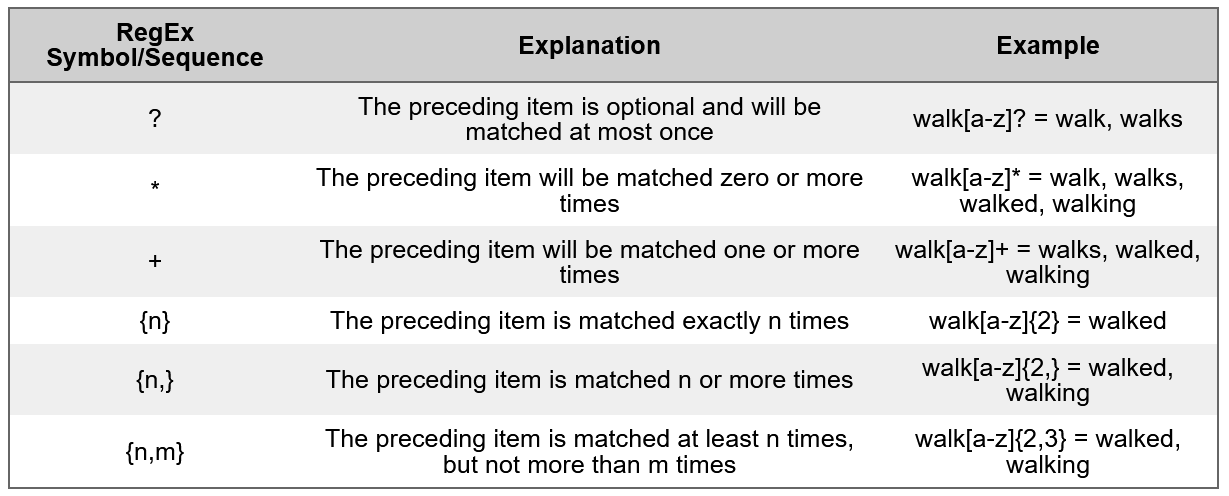 RegEx
Symbol/Sequence
Explanation
Example
?
The preceding item is optional and will be
matched at most once
walk[a-z]? = walk, walks
*
The preceding item will be matched zero or more
times
walk[a-z]* = walk, walks,
walked, walking
+
The preceding item will be matched one or more
times
walk[a-z]+ = walks, walked,
walking
{n}
The preceding item is matched exactly n times
walk[a-z]{2} = walked
{n,}
The preceding item is matched n or more times
walk[a-z]{2,} = walked,
walking
{n,m}
The preceding item is matched at least n times,
but not more than m times
walk[a-z]{2,3} = walked,
walking